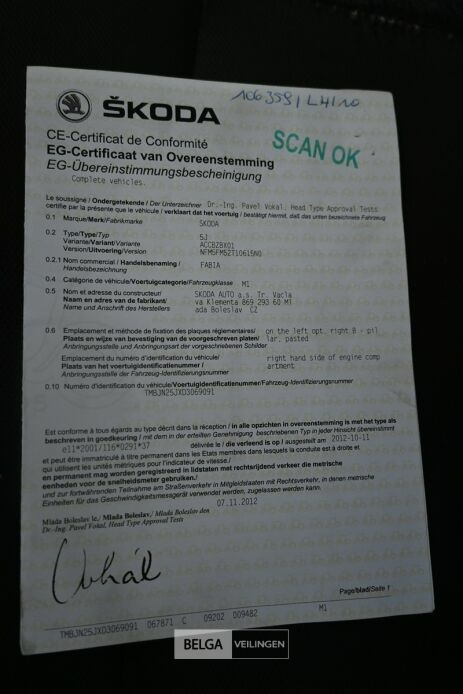 106359/L4/10
ŠKODA
SCAN OK
CE-Certificat de Conformité
EG-Certificaat van Overeenstemming
EG-Übereinstimmungsbescheinigung
Complete vehicles.
Le soussigné / Ondergetekende / Der Unterzeichner Dr.-Ing. Pavel Vokal, Head Type Approval Tests
certifie par la présente que le véhicule / verklaart dat het voertuig / bestätigt hiermit, daß das unten bezeichnete Fahrzeug
0.1 Marque/Merk/Fabrikmarke SKODA
0.2 Type/Type/Typ 5J
Variante/Variant/Variante ACCBZBX01
Version/Uitvoering/Version NFM5FM52T10615N0
0.2.1 Nom commercial / Handelsbenaming / FABIA
Handelsbezeichnung
0.4 Catégorie de véhicule/Voertuigcategorie/Fahrzeugklasse M1
0.5 Nom et adresse du constructeur/ SKODA AUTO a.s. Tr. Vacla
Naam en adres van de fabrikant/ va Klementa 869 293 60 Ml
Name und Anschrift des Herstellers ada Boleslav CZ
0.6 Emplacement et méthode de fixation des plaques réglementaires/ on the left opt. right B - pil
Plaats en wijze van bevestiging van de voorgeschreven platen/ lar, pasted
Anbringungsstelle und Anbringungsart der vorgeschriebenen Schilder
Emplacement du numéro d'identification du véhicule/ right hand side of engine comp
Plaats van het voertuigidentificatienummer/ artment
Anbringungsstelle der Fahrzeug-Identifizierungsnummer
0.10 Numéro d'identification du véhicule/Voertuigidentificatienummer/Fahrzeug-Identifizierungsnummer
TMBJN25JXD3069091
Est conforme à tous égards au type décrit dans la réception / in alle opzichten in overeenstemming is met het type als
beschreven in goedkeuring / mit dem in der erteilten Genehmigung beschriebenen Typ in jeder Hinsicht übereinstimmt
e11*2001/116*0291*37 délivrée le / die verleend is op / ausgestellt am 2012-10-11
et peut être immatriculé à titre permanent dans les Etats membres dans lesquels la conduite est à droite et
qui utilisent les unités métriques pour l'indicateur de vitesse./
en permanent mag worden geregistreerd in lidstaten met rechtsrijdend verkeer die metrische
eenheden voor de snelheidsmeter gebruiken./
und zur fortwährenden Teilnahme am Straßenverkehr in Mitgliedstaaten mit Rechtsverkehr, in denen metrische
Einheiten für das Geschwindigkeitsmessgerät verwendet werden, zugelassen werden kann.
07.11.2012
Mlada Boleslav le./ Mlada Boleslav,/ Mlada Boleslav den
Dr.-Ing. Pavel Vokal, Head Type Approval Tests
Vokál
Page/blad/Seite 1
TMBJN25JXD3069091 067871 C 09202 009482 M1
BELGA VEILINGEN